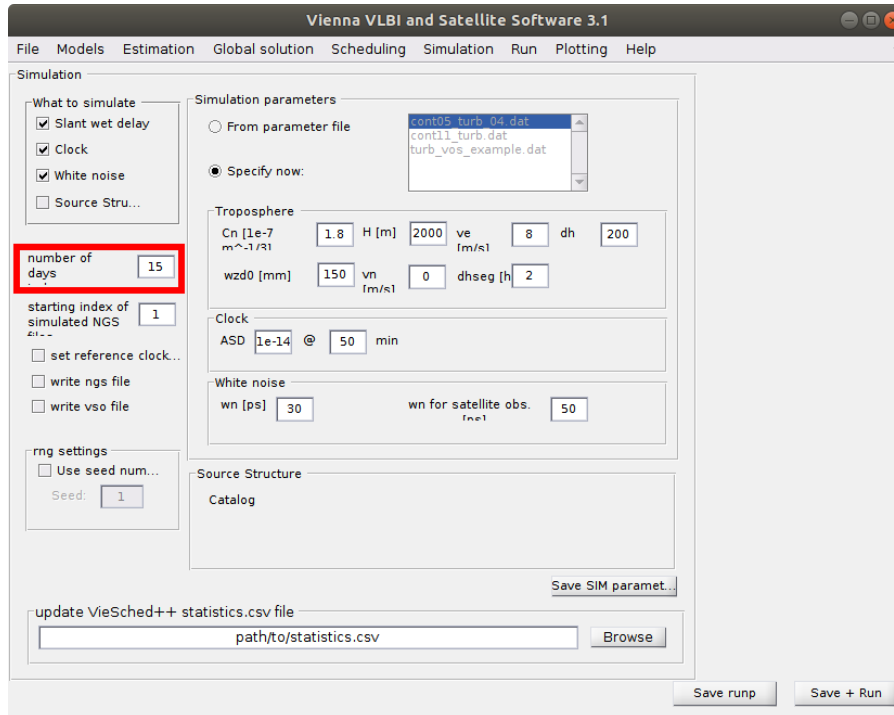 Vienna VLBI and Satellite Software 3.1
File Models Estimation Global solution Scheduling Simulation Run Plotting Help
Simulation
What to simulate
Slant wet delay
Clock
White noise
Source Stru...
number of
days
15
starting index of
simulated NGS
1
set reference clock...
write ngs file
write vso file
rng settings
Use seed num...
Seed: 1
Simulation parameters
From parameter file
cont05_turb_04.dat
cont11_turb.dat
turb_vos_example.dat
Specify now:
Troposphere
Cn [1e-7
m^-1/3]
1.8
H [m] 2000
ve
[m/s]
8
dh 200
wzd0 [mm] 150
vn
[m/s]
0
dhseg [h 2
Clock
ASD 1e-14 @ 50 min
White noise
wn [ps] 30
wn for satellite obs.
[ps]
50
Source Structure
Catalog
Save SIM paramet...
update VieSched++ statistics.csv file
path/to/statistics.csv
Browse
Save runp
Save + Run